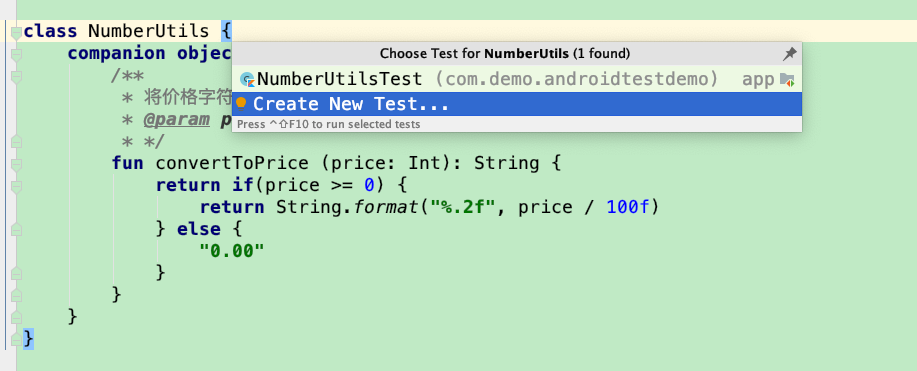 class NumberUtils {
companion objec
Choose Test for NumberUtils (1 found)
/**
NumberUtilsTest (com.demo.androidtestdemo) app
* 将价格字符
Create New Test...
* @param p
Press ^⇧F10 to run selected tests
* */
fun convertToPrice (price: Int): String {
return if(price >= 0) {
return String.format("%.2f", price / 100f)
} else {
"0.00"
}
}
}
}